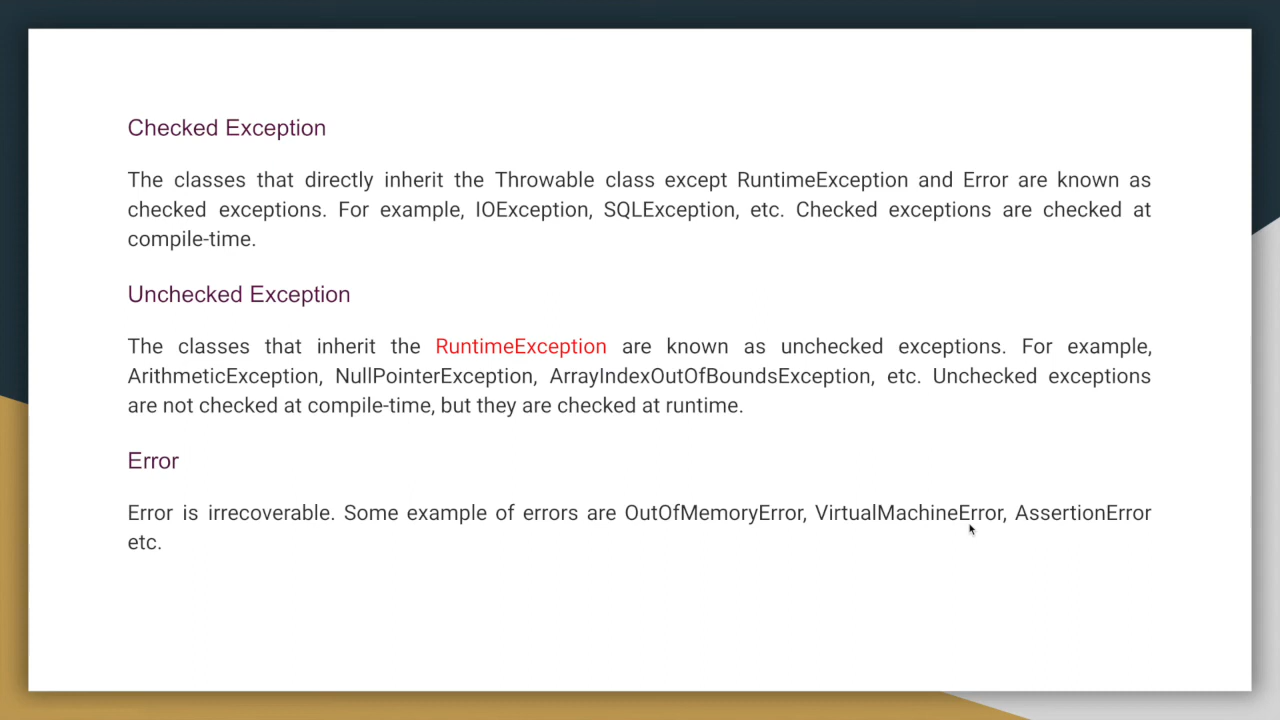 Checked Exception
The classes that directly inherit the Throwable class except RuntimeException and Error are known as
checked exceptions. For example, IOException, SQLException, etc. Checked exceptions are checked at
compile-time.
Unchecked Exception
The classes that inherit the RuntimeException are known as unchecked exceptions. For example,
ArithmeticException, NullPointerException, ArrayIndexOutOfBoundsException, etc. Unchecked exceptions
are not checked at compile-time, but they are checked at runtime.
Error
Error is irrecoverable. Some example of errors are OutOfMemoryError, VirtualMachineError, AssertionError
etc.